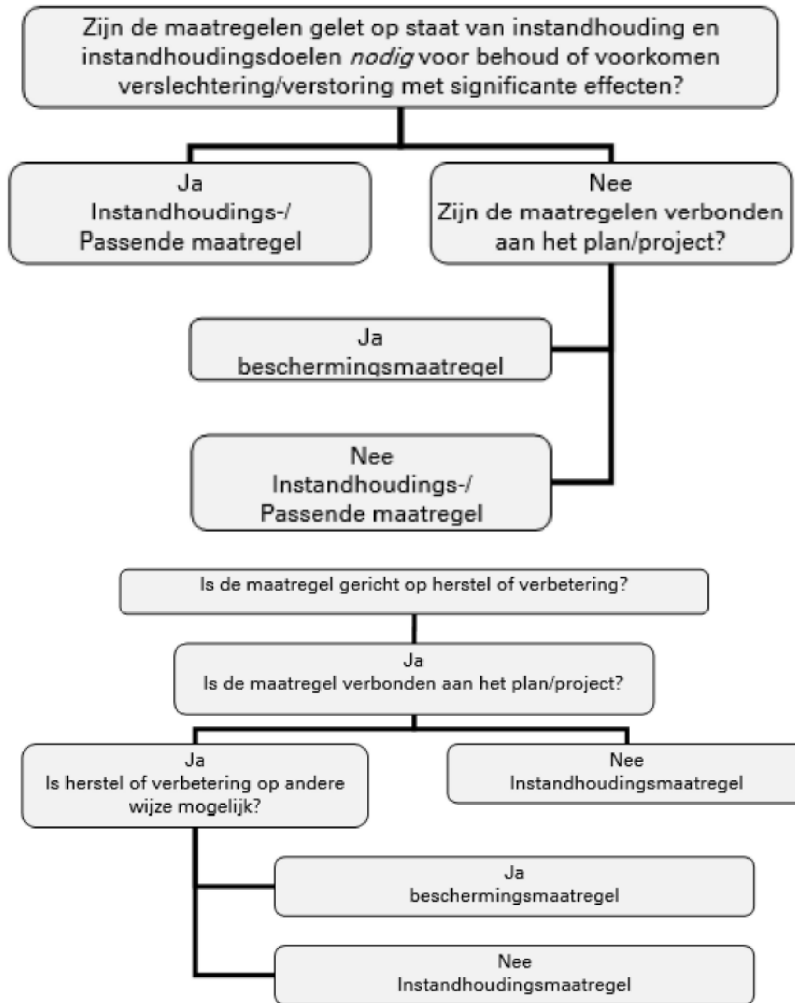 Zijn de maatregelen gelet op staat van instandhouding en
instandhoudingsdoelen nodig voor behoud of voorkomen
verslechtering/verstoring met significante effecten?
Ja
Instandhoudings-/
Passende maatregel
Nee
Zijn de maatregelen verbonden
aan het plan/project?
Ja
beschermingsmaatregel
Nee
Instandhoudings-/
Passende maatregel
Is de maatregel gericht op herstel of verbetering?
Ja
Is de maatregel verbonden aan het plan/project?
Ja
Is herstel of verbetering op andere
wijze mogelijk?
Nee
Instandhoudingsmaatregel
Ja
beschermingsmaatregel
Nee
Instandhoudingsmaatregel